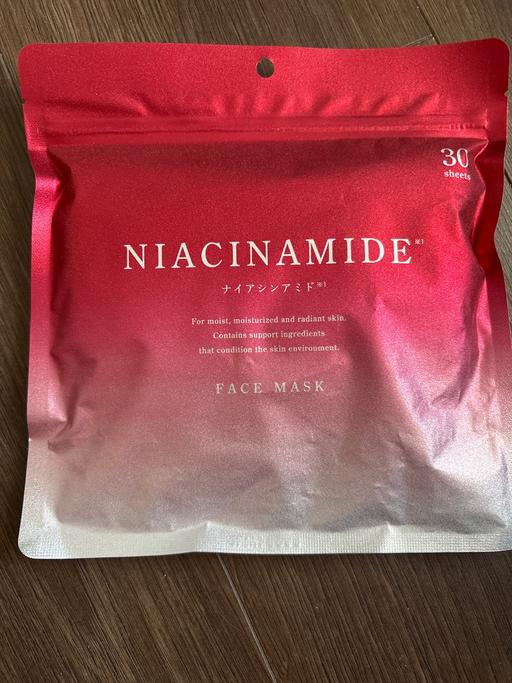 30
sheets
NIACINAMIDE※1
ナイアシンアミド※1
For moist, moisturized and radiant skin.
Contains support ingredients
that condition the skin environment.
FACE MASK